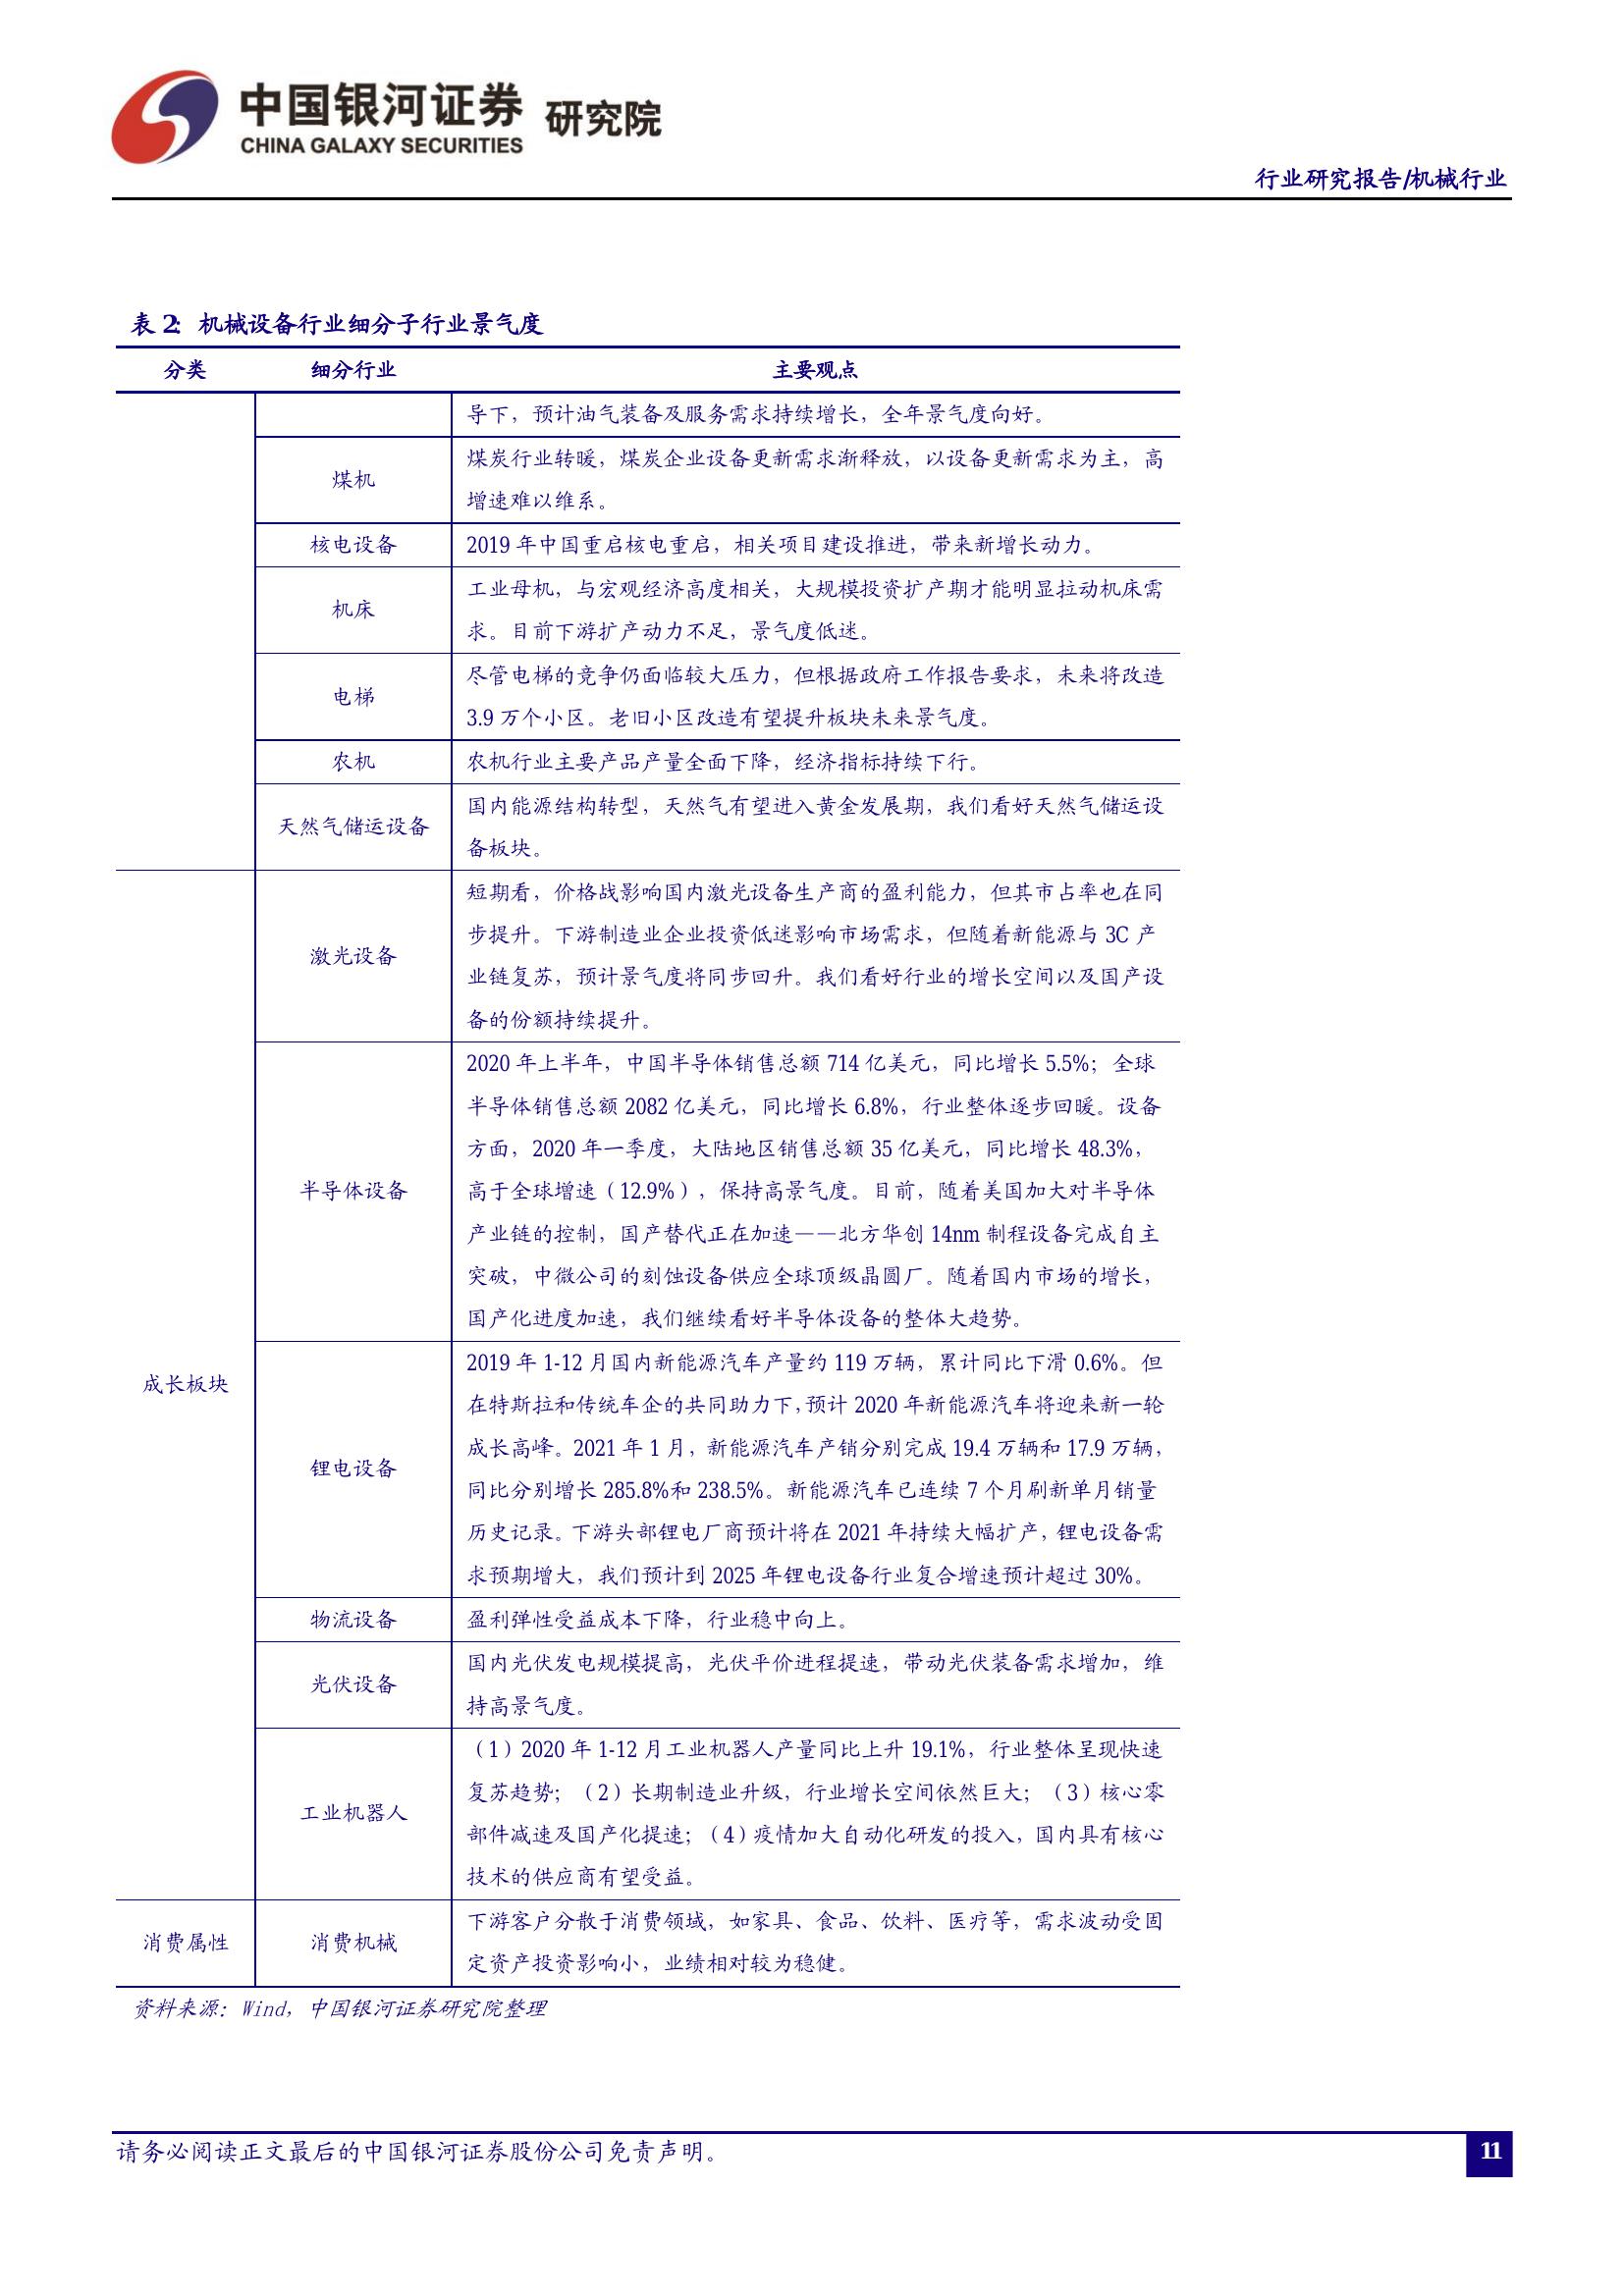 中国银河证券 研究院
CHINA GALAXY SECURITIES
行业研究报告/机械行业
表 2: 机械设备行业细分子行业景气度
分类 细分行业 主要观点
导下，预计油气装备及服务需求持续增长，全年景气度向好。
煤机
煤炭行业转暖，煤炭企业设备更新需求渐释放，以设备更新需求为主，高
增速难以维系。
核电设备
2019 年中国重启核电重启，相关项目建设推进，带来新增长动力。
机床
工业母机，与宏观经济高度相关，大规模投资扩产期才能明显拉动机床需
求。目前下游扩产动力不足，景气度低迷。
电梯
尽管电梯的竞争仍面临较大压力，但根据政府工作报告要求，未来将改造
3.9 万个小区。老旧小区改造有望提升板块未来景气度。
农机
农机行业主要产品产量全面下降，经济指标持续下行。
天然气储运设备
国内能源结构转型，天然气有望进入黄金发展期，我们看好天然气储运设
备板块。
成长板块
激光设备
短期看，价格战影响国内激光设备生产商的盈利能力，但其市占率也在同
步提升。下游制造业企业投资低迷影响市场需求，但随着新能源与 3C 产
业链复苏，预计景气度将同步回升。我们看好行业的增长空间以及国产设
备的份额持续提升。
半导体设备
2020 年上半年，中国半导体销售总额 714 亿美元，同比增长 5.5%；全球
半导体销售总额 2082 亿美元，同比增长 6.8%，行业整体逐步回暖。设备
方面，2020 年一季度，大陆地区销售总额 35 亿美元，同比增长 48.3%，
高于全球增速（12.9%），保持高景气度。目前，随着美国加大对半导体
产业链的控制，国产替代正在加速——北方华创 14nm 制程设备完成自主
突破，中微公司的刻蚀设备供应全球顶级晶圆厂。随着国内市场的增长，
国产化进度加速，我们继续看好半导体设备的整体大趋势。
锂电设备
2019 年 1-12 月国内新能源汽车产量约 119 万辆，累计同比下滑 0.6%。但
在特斯拉和传统车企的共同助力下，预计 2020 年新能源汽车将迎来新一轮
成长高峰。2021 年 1 月，新能源汽车产销分别完成 19.4 万辆和 17.9 万辆，
同比分别增长 285.8%和 238.5%。新能源汽车已连续 7 个月刷新单月销量
历史记录。下游头部锂电厂商预计将在 2021 年持续大幅扩产，锂电设备需
求预期增大，我们预计到 2025 年锂电设备行业复合增速预计超过 30%。
物流设备
盈利弹性受益成本下降，行业稳中向上。
光伏设备
国内光伏发电规模提高，光伏平价进程提速，带动光伏装备需求增加，维
持高景气度。
工业机器人
（1）2020 年 1-12 月工业机器人产量同比上升 19.1%，行业整体呈现快速
复苏趋势；（2）长期制造业升级，行业增长空间依然巨大；（3）核心零
部件减速及国产化提速；（4）疫情加大自动化研发的投入，国内具有核心
技术的供应商有望受益。
消费属性
消费机械
下游客户分散于消费领域，如家具、食品、饮料、医疗等，需求波动受固
定资产投资影响小，业绩相对较为稳健。
资料来源：Wind，中国银河证券研究院整理
请务必阅读正文最后的中国银河证券股份公司免责声明。
11